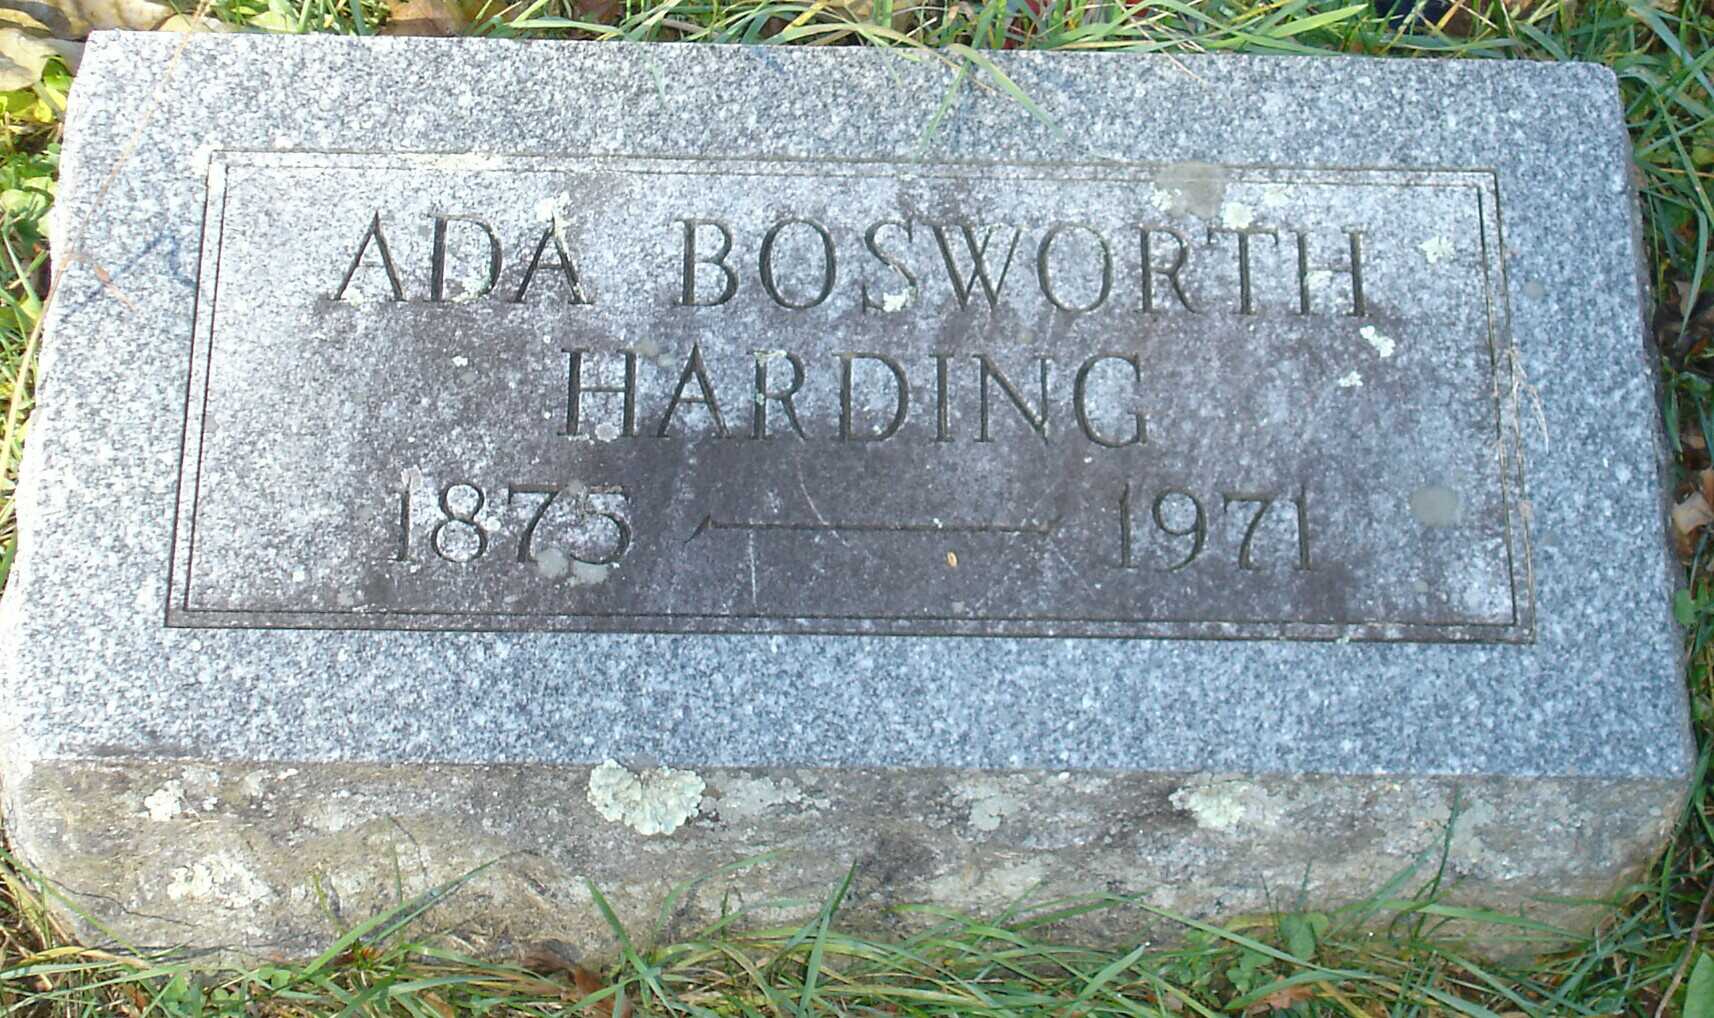 ADA BOSWORTH
HARDING
1875 — 1971